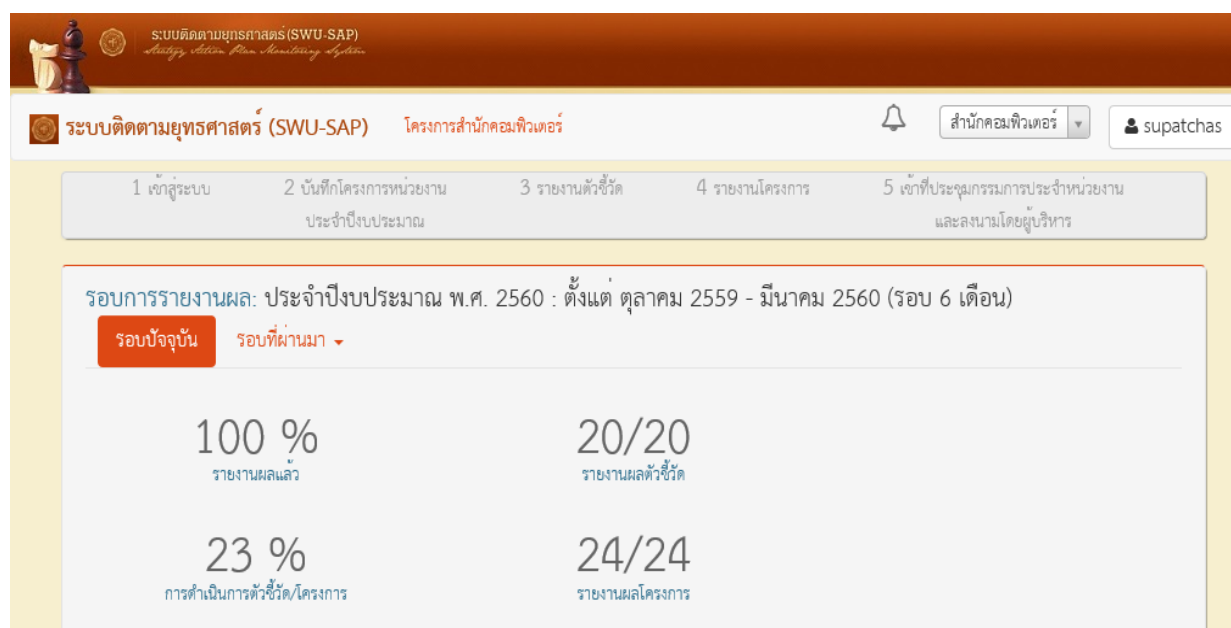 ระบบติดตามยุทธศาสตร์(SWU-SAP)
Strategy Action Plan Monitoring System
ระบบติดตามยุทธศาสตร์ (SWU-SAP) โครงการสำนักคอมพิวเตอร์ สำนักคอมพิวเตอร์ supatchas
1 เข้าสู่ระบบ 2 บันทึกโครงการหน่วยงาน 3 รายงานตัวชี้วัด 4 รายงานโครงการ 5 เข้าที่ประชุมกรรมการประจำหน่วยงาน
ประจำปีงบประมาณ และลงนามโดยผู้บริหาร
รอบการรายงานผล: ประจำปีงบประมาณ พ.ศ. 2560 : ตั้งแต่ ตุลาคม 2559 - มีนาคม 2560 (รอบ 6 เดือน)
รอบปัจจุบัน รอบที่ผ่านมา
100 % 20/20
รายงานผลแล้ว รายงานผลตัวชี้วัด
23 % 24/24
การดำเนินการตัวชี้วัด/โครงการ รายงานผลโครงการ